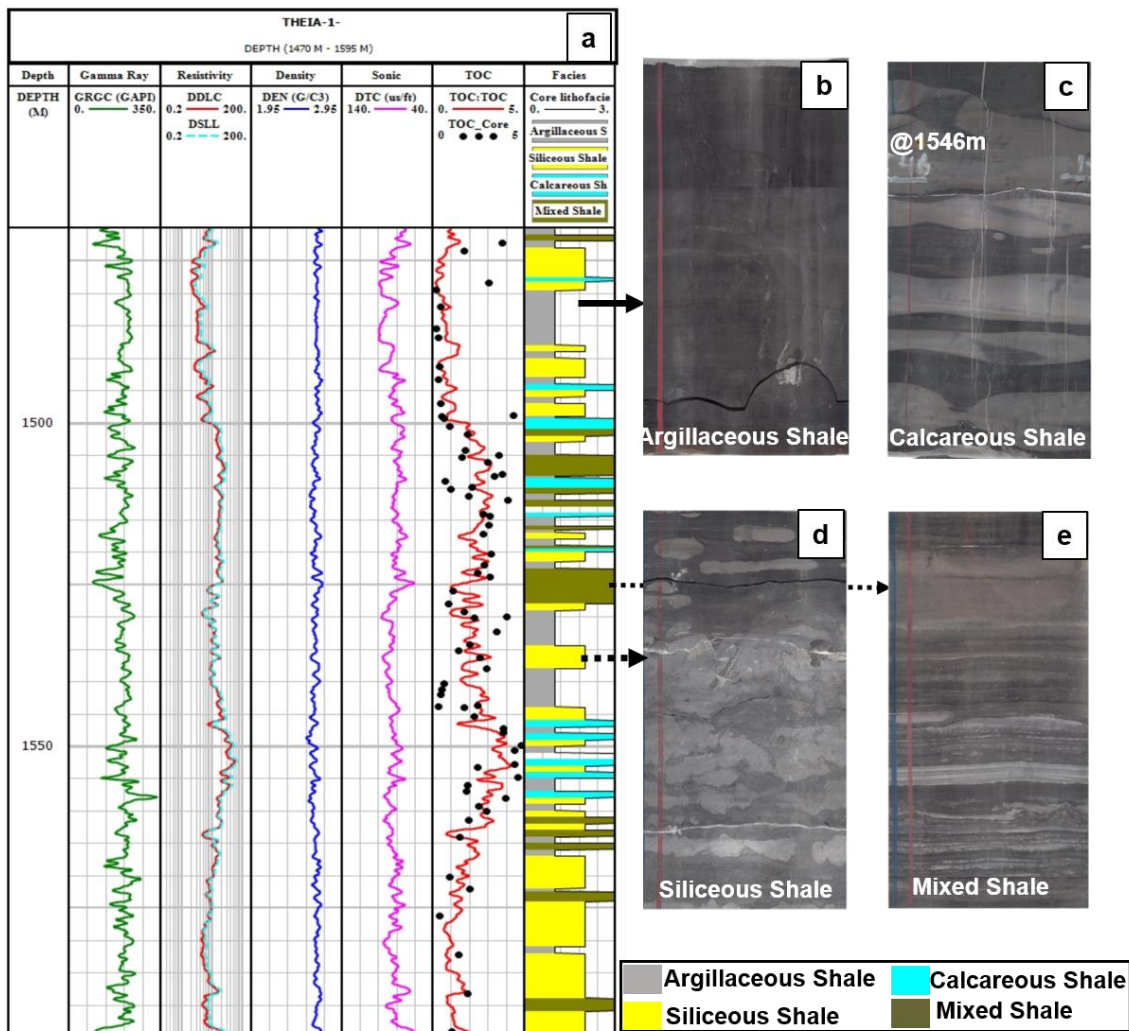 THEIA-1-
DEPTH (1470 M - 1595 M)
a
Depth Gamma Ray Resistivity Density Sonic TOC Facies
DEPTH (M)
GRGC (GAPI)
0. 350.
DDLC
0.2 200.
DSLL
0.2 200.
DEN (G/C3)
1.95 2.95
DTC (us/ft)
140. 40.
TOC:TOC
0. 5.
TOC_Core
0 5
Core lithofacie
0. 3.
Argillaceous S
Siliceous Shale
Calcareous Sh
Mixed Shale
1500
1550
b
Argillaceous Shale
c
@1546m
Calcareous Shale
d
Siliceous Shale
e
Mixed Shale
Argillaceous Shale
Calcareous Shale
Siliceous Shale
Mixed Shale